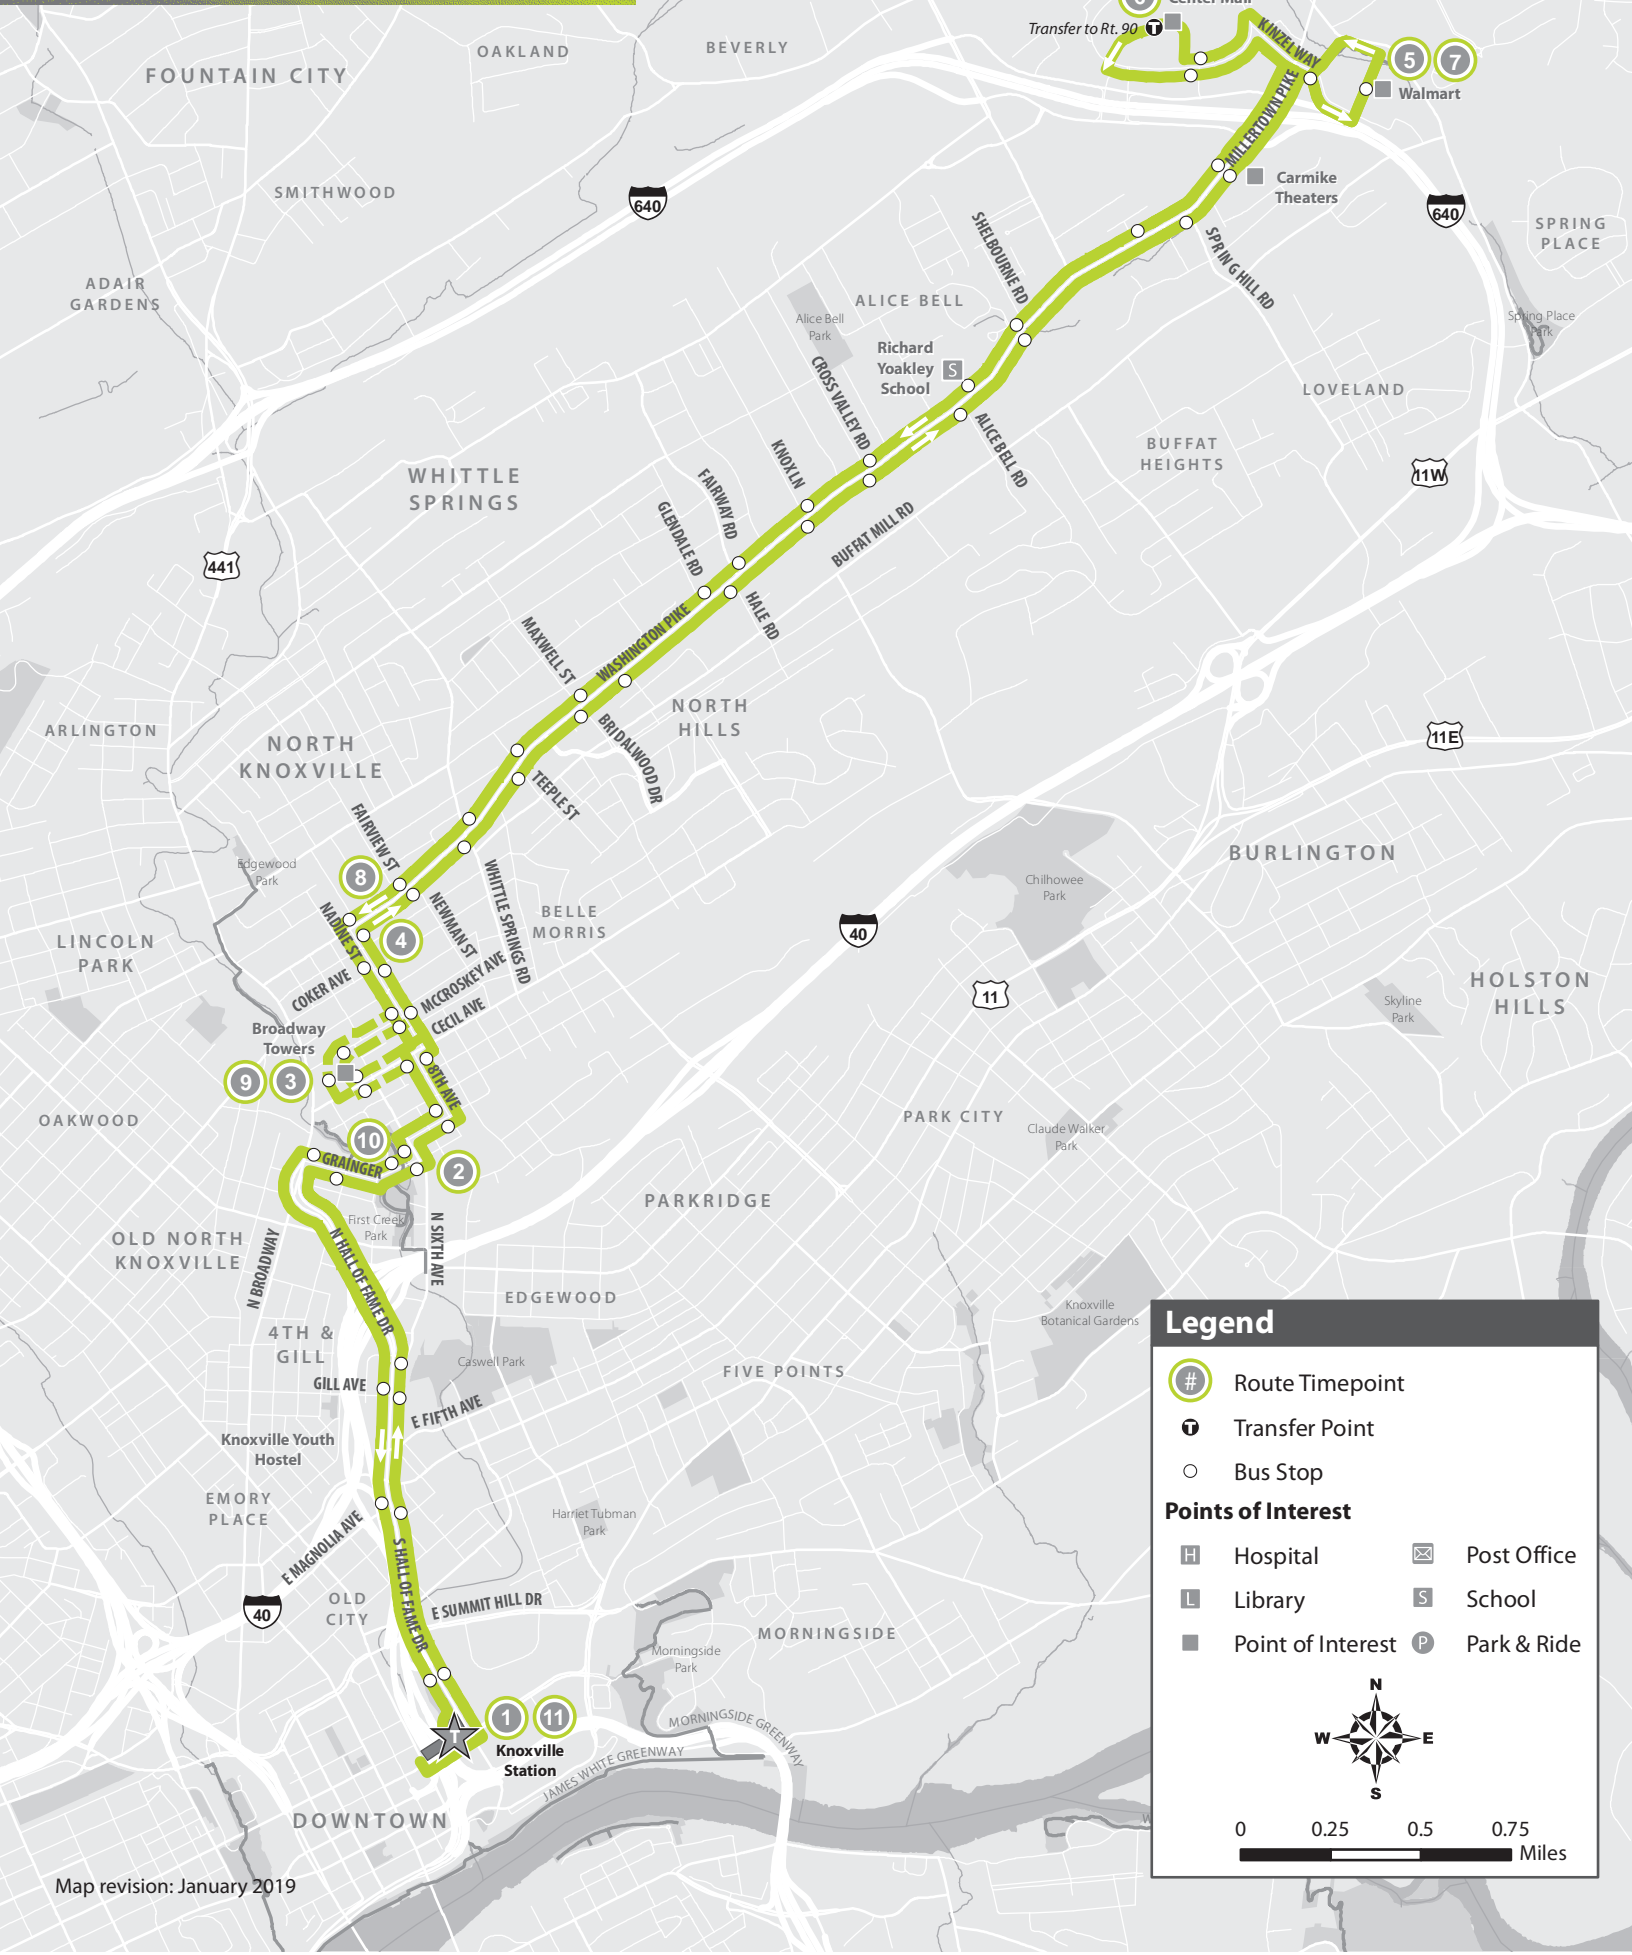 6
Center Mall
Transfer to Rt. 90
T
KINZEL WAY
5
7
Walmart
OAKLAND
BEVERLY
FOUNTAIN CITY
MILLERTOWN PIKE
SMITHWOOD
640
Carmike
Theaters
640
SPRING
PLACE
SHELBOURNE RD
SPRING HILL RD
ADAIR
GARDENS
ALICE BELL
Alice Bell
Park
Spring Place
Park
Richard
Yoakley
School
S
CROSS VALLEY RD
LOVELAND
ALICE BELL RD
BUFFAT
HEIGHTS
KNOX LN
WHITTLE
SPRINGS
FAIRWAY RD
11W
GLENDALE RD
BUFFAT MILL RD
441
HALE RD
WASHINGTON PIKE
MAXWELL ST
NORTH
HILLS
BRIDALWOOD DR
ARLINGTON
NORTH
KNOXVILLE
11E
TEEPLE ST
FAIRVIEW ST
BURLINGTON
Edgewood
Park
8
WHITTLE SPRINGS RD
Chilhowee
Park
NEWMAN ST
NADINE ST
BELLE
MORRIS
4
40
LINCOLN
PARK
COKER AVE
MCCROSKEY AVE
CECIL AVE
11
HOLSTON
HILLS
Skyline
Park
Broadway
Towers
9
3
8TH AVE
OAKWOOD
PARK CITY
Claude Walker
Park
10
GRAINGER
2
PARKRIDGE
First Creek
Park
N SIXTH AVE
OLD NORTH
KNOXVILLE
N BROADWAY
N HALL OF FAME DR
EDGEWOOD
Knoxville
Botanical Gardens
4TH &
GILL
Caswell Park
FIVE POINTS
GILL AVE
E FIFTH AVE
Knoxville Youth
Hostel
EMORY
PLACE
Harriet Tubman
Park
E MAGNOLIA AVE
S HALL OF FAME DR
40
OLD
CITY
E SUMMIT HILL DR
MORNINGSIDE
Morningside
Park
T
1
11
Knoxville
Station
MORNINGSIDE GREENWAY
JAMES WHITE GREENWAY
DOWNTOWN
W
Map revision: January 2019
Legend
#
Route Timepoint
T
Transfer Point
Bus Stop
Points of Interest
H
Hospital
Post Office
L
Library
S
School
Point of Interest
P
Park & Ride
N
W
E
S
0
0.25
0.5
0.75
Miles